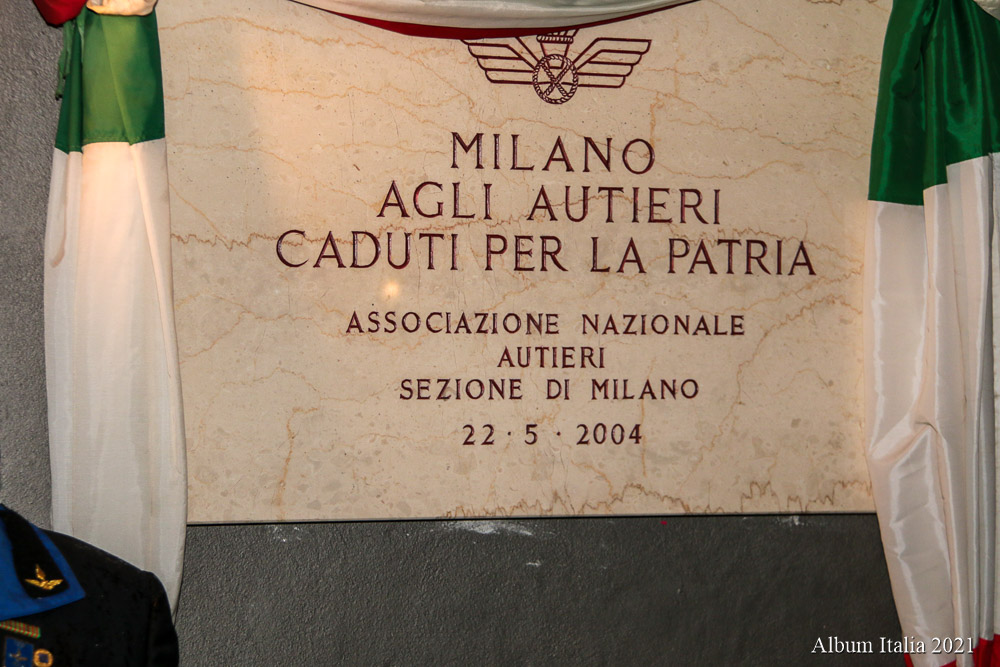 MILANO
AGLI AUTIERI
CADUTI PER LA PATRIA
ASSOCIAZIONE NAZIONALE
AUTIERI
SEZIONE DI MILANO
22 · 5 · 2004
Album Italia 2021